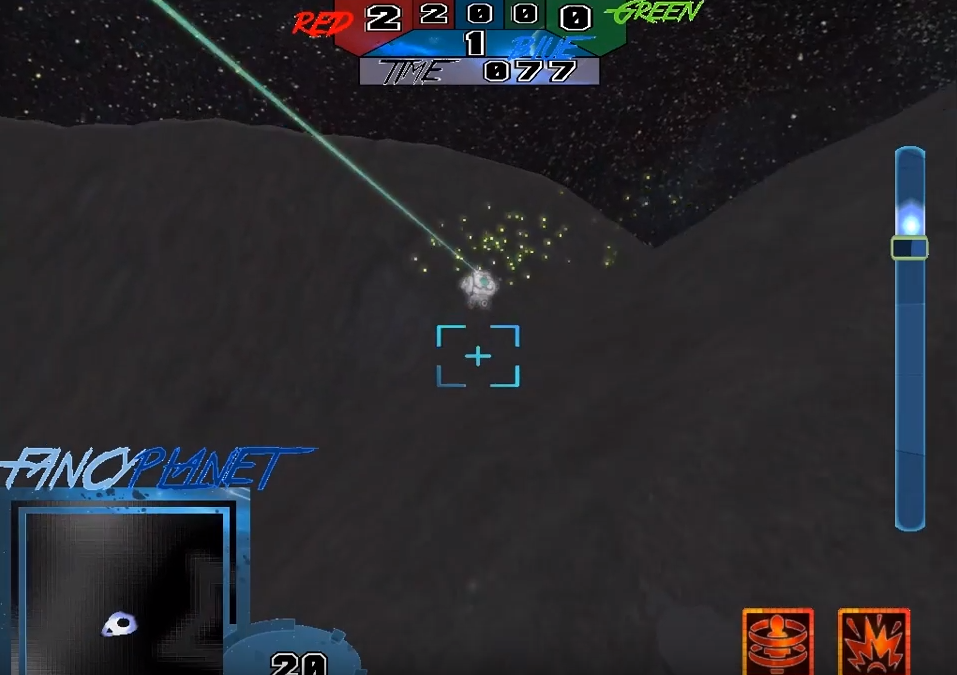 RED 2 2 0 0 0 GREEN
1 BLUE
TIME 077
FANCYPLANET
20